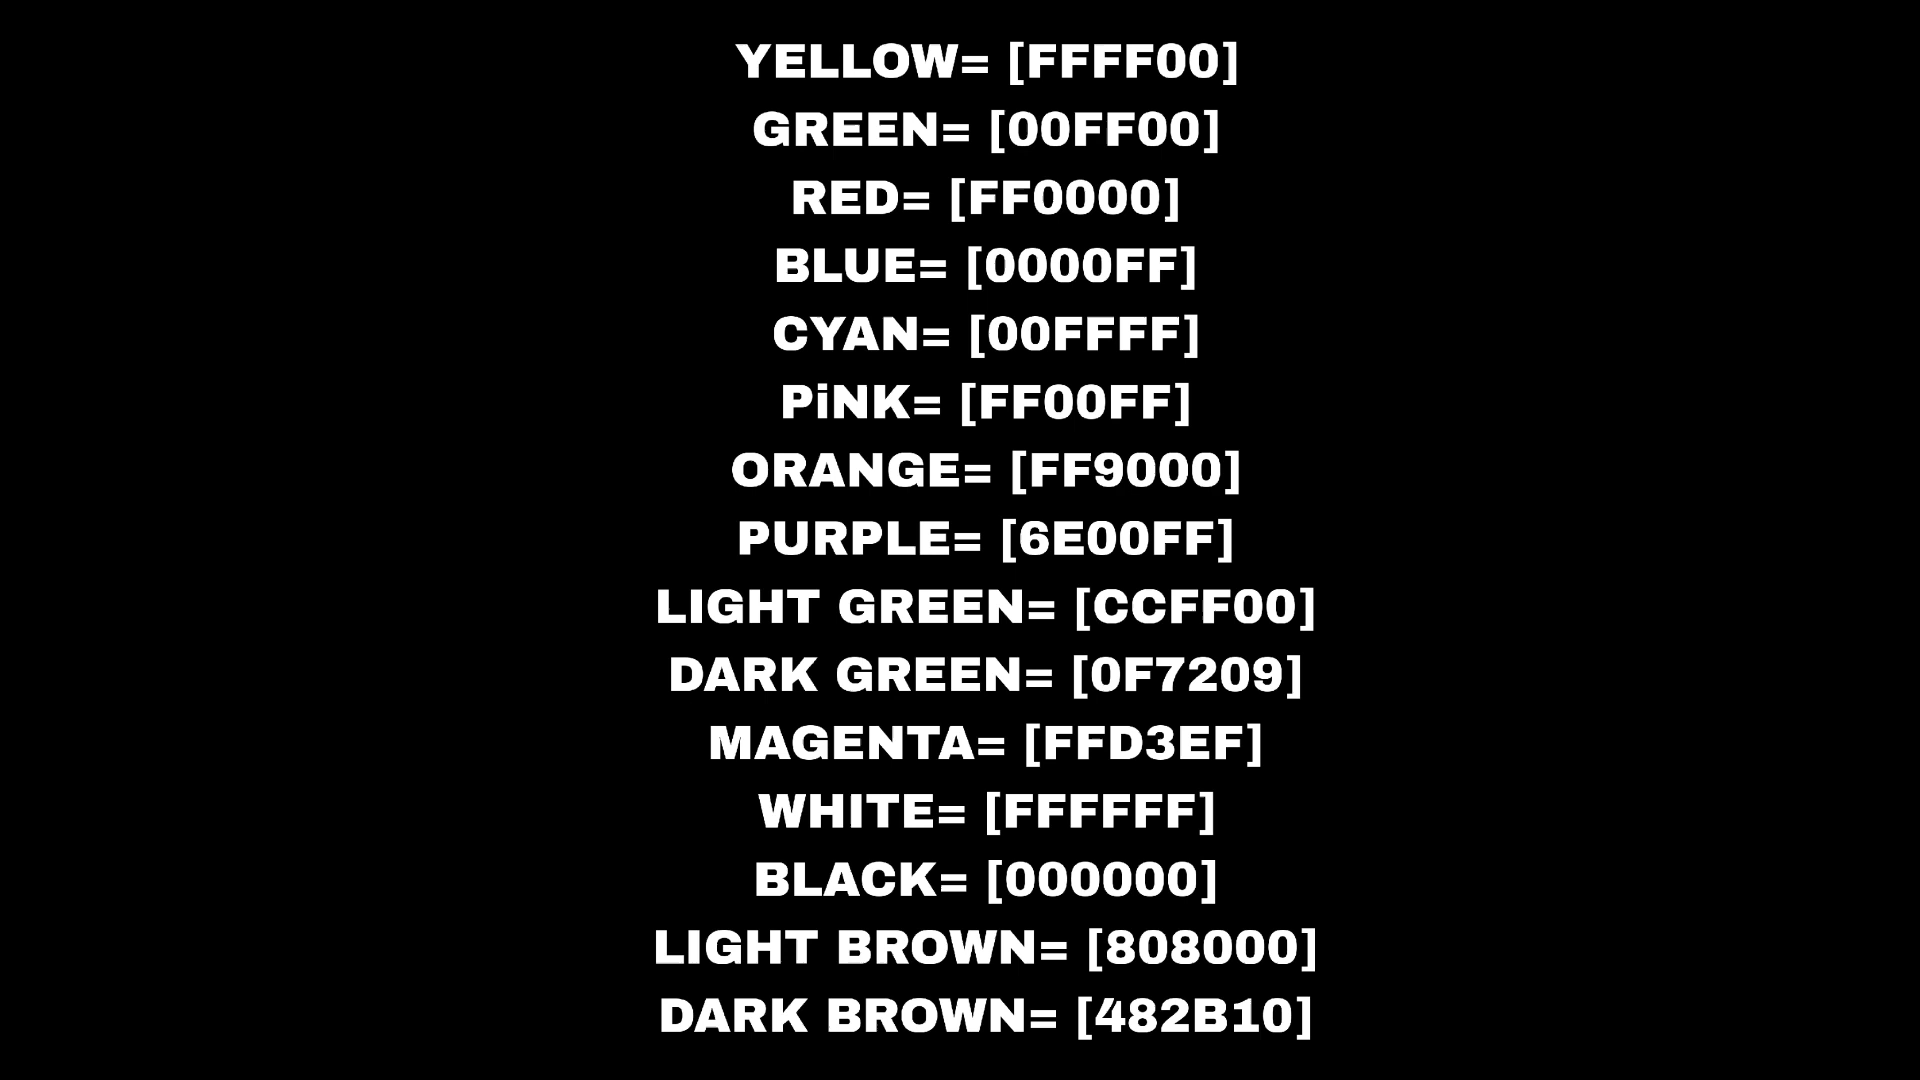 YELLOW= [FFFF00]
GREEN= [00FF00]
RED= [FF0000]
BLUE= [0000FF]
CYAN= [00FFFF]
PiNK= [FF00FF]
ORANGE= [FF9000]
PURPLE= [6E00FF]
LIGHT GREEN= [CCFF00]
DARK GREEN= [0F7209]
MAGENTA= [FFD3EF]
WHITE= [FFFFFF]
BLACK= [000000]
LIGHT BROWN= [808000]
DARK BROWN= [482B10]